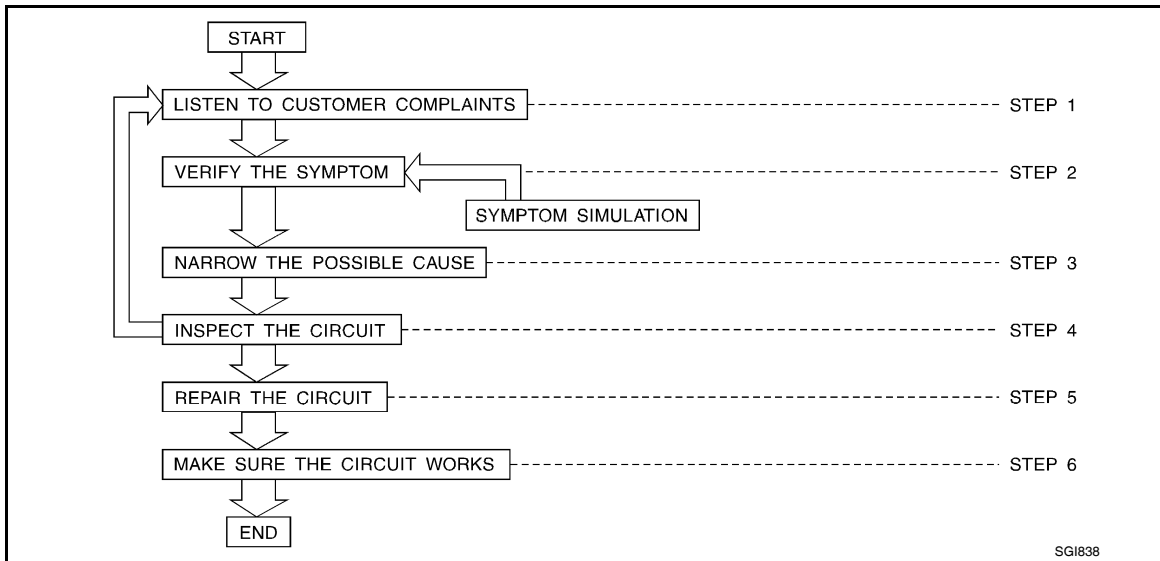 START
LISTEN TO CUSTOMER COMPLAINTS
STEP 1
VERIFY THE SYMPTOM
STEP 2
SYMPTOM SIMULATION
NARROW THE POSSIBLE CAUSE
STEP 3
INSPECT THE CIRCUIT
STEP 4
REPAIR THE CIRCUIT
STEP 5
MAKE SURE THE CIRCUIT WORKS
STEP 6
END
SGI838